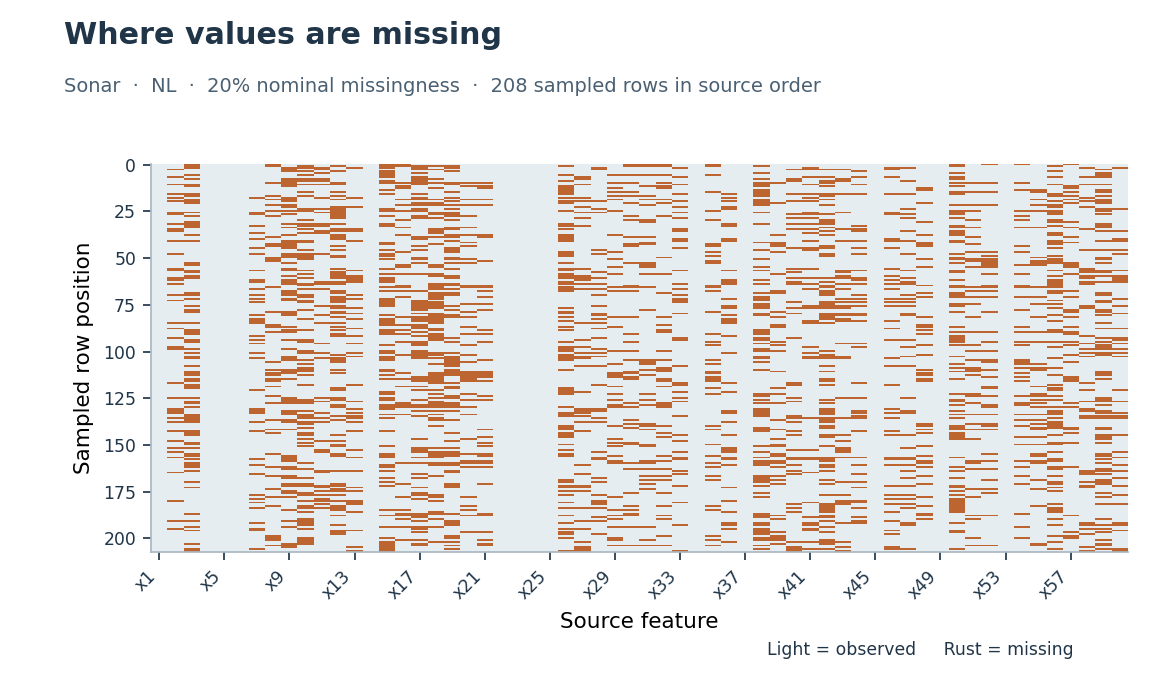 Where values are missing
Sonar · NL · 20% nominal missingness · 208 sampled rows in source order
0
25
50
75
100
125
150
175
200
Sampled row position
x1 x5 x9 x13 x17 x21 x25 x29 x33 x37 x41 x45 x49 x53 x57
Source feature
Light = observed Rust = missing